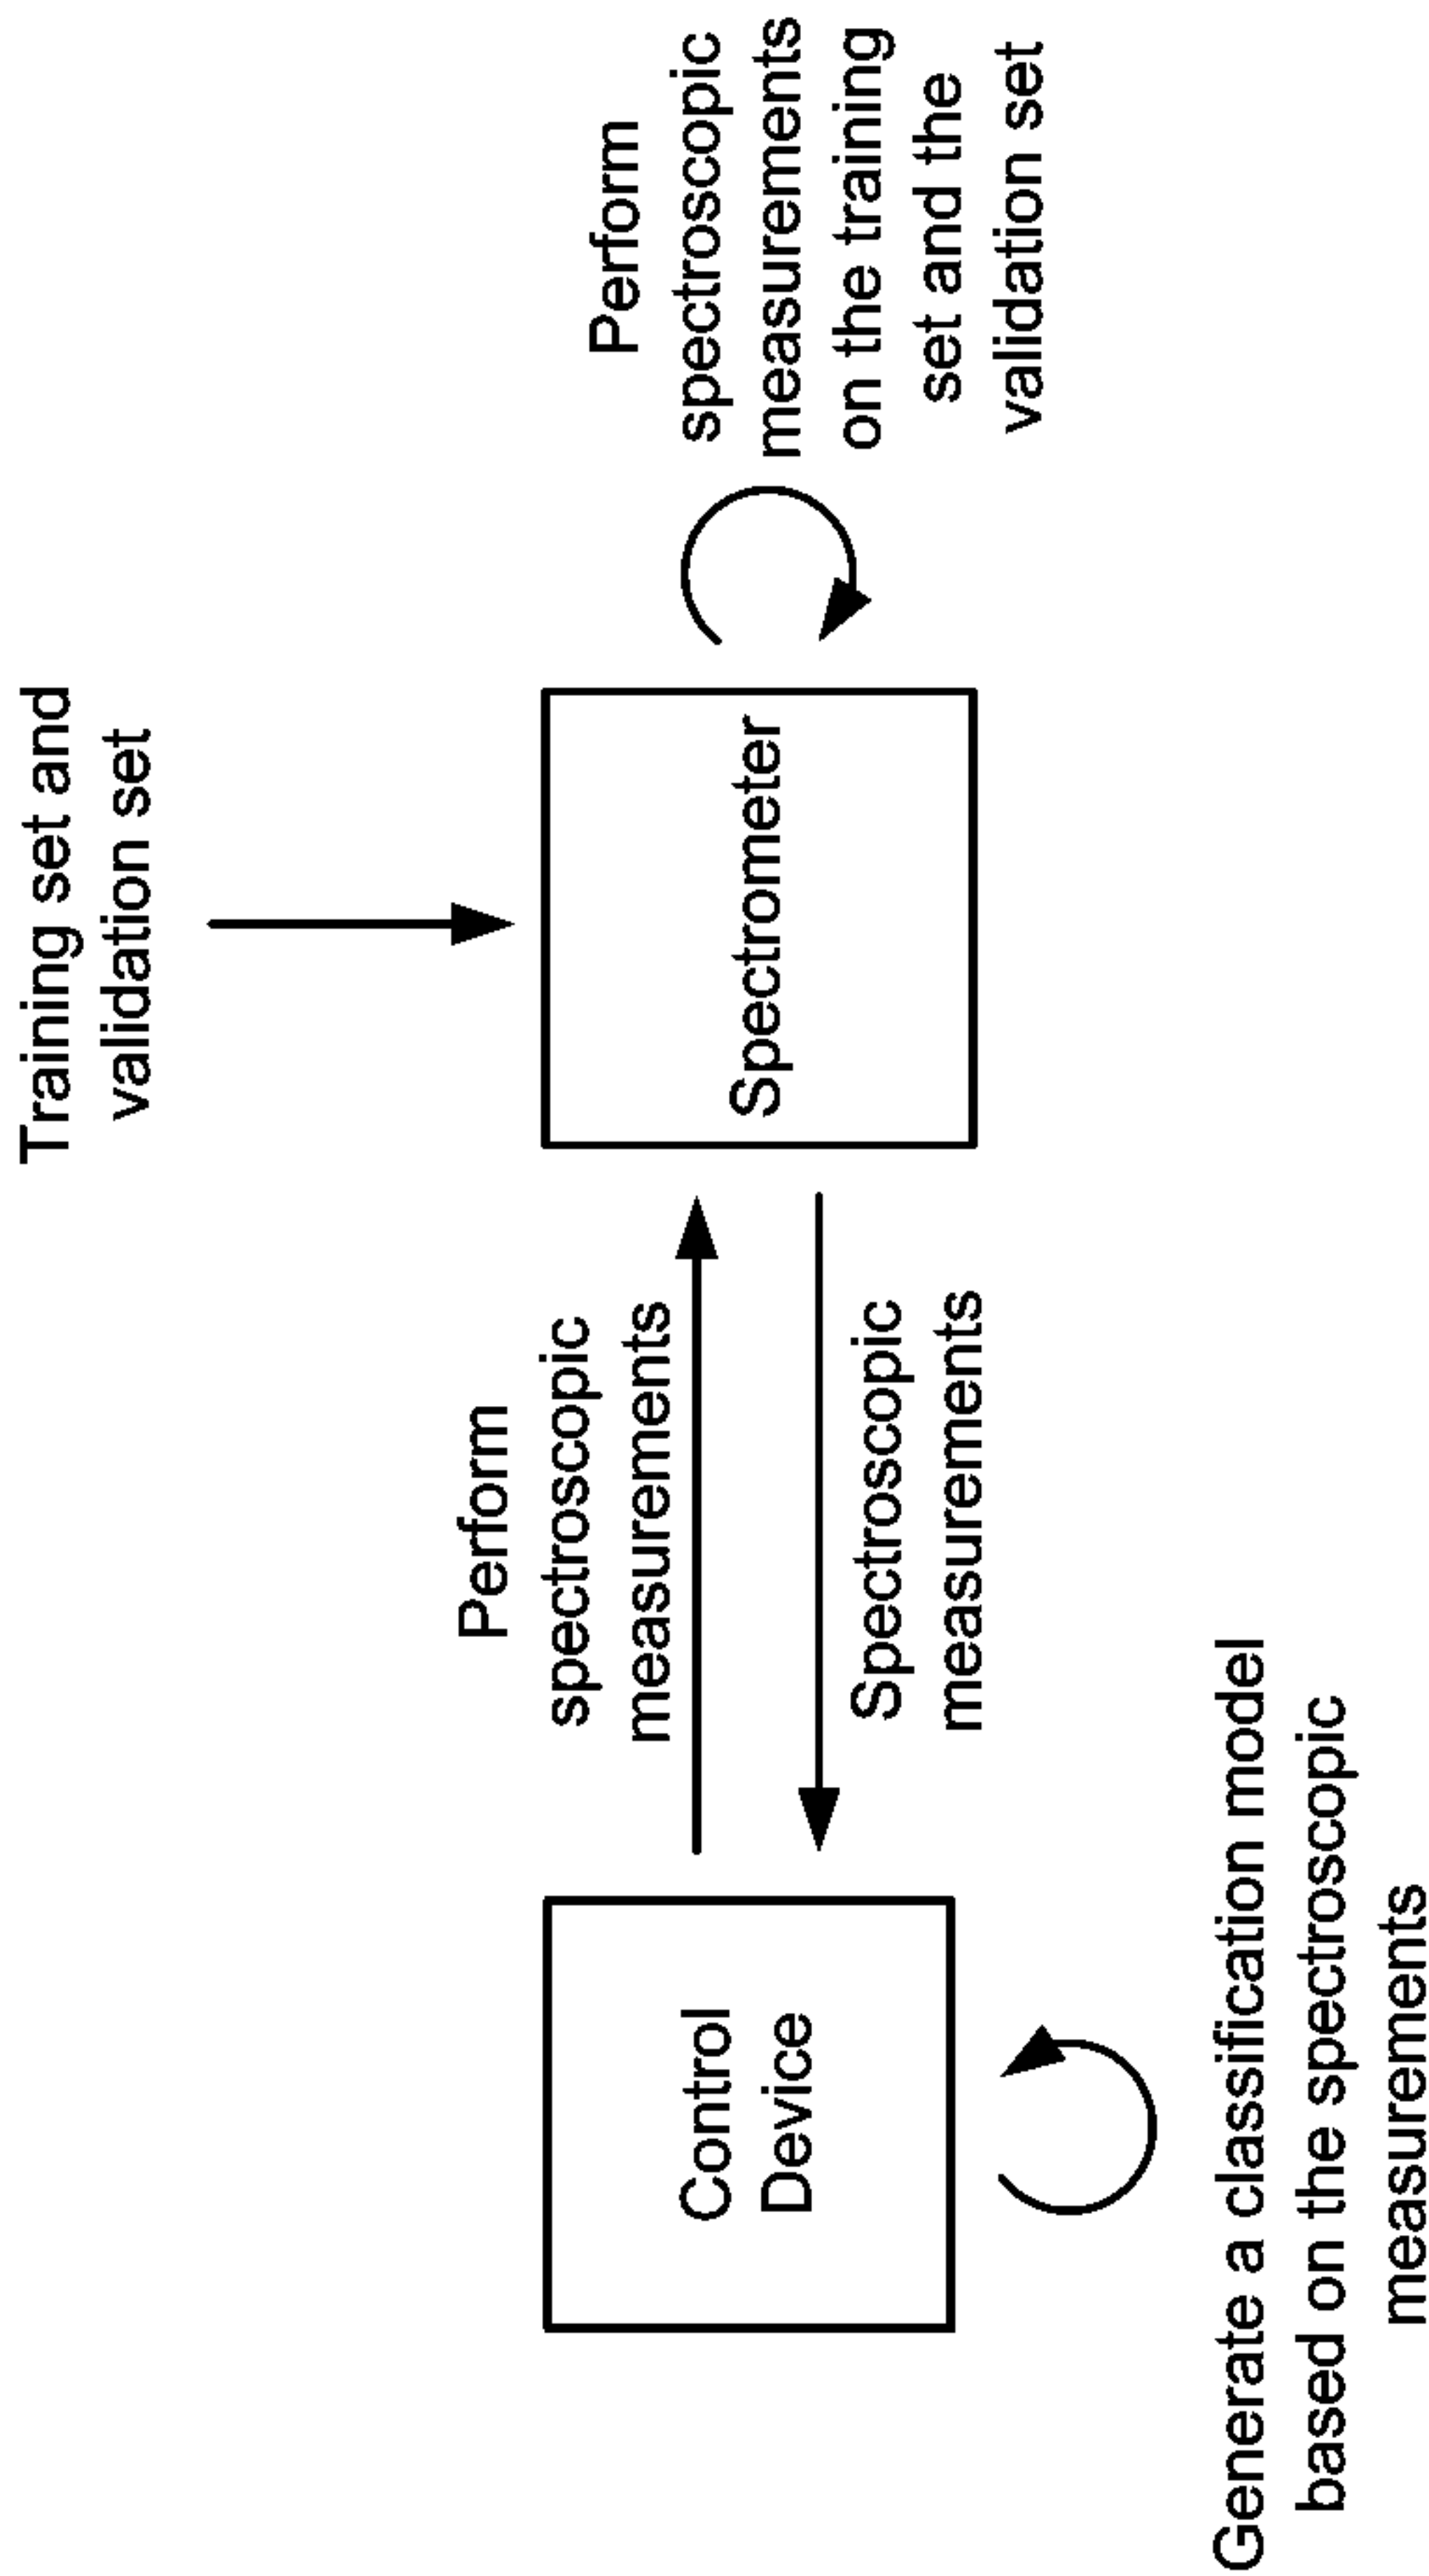 Training set and
validation set
Perform
spectroscopic
measurements
Spectroscopic
measurements
Control
Device
Spectrometer
Perform
spectroscopic
measurements
on the training
set and the
validation set
Generate a classification model
based on the spectroscopic
measurements